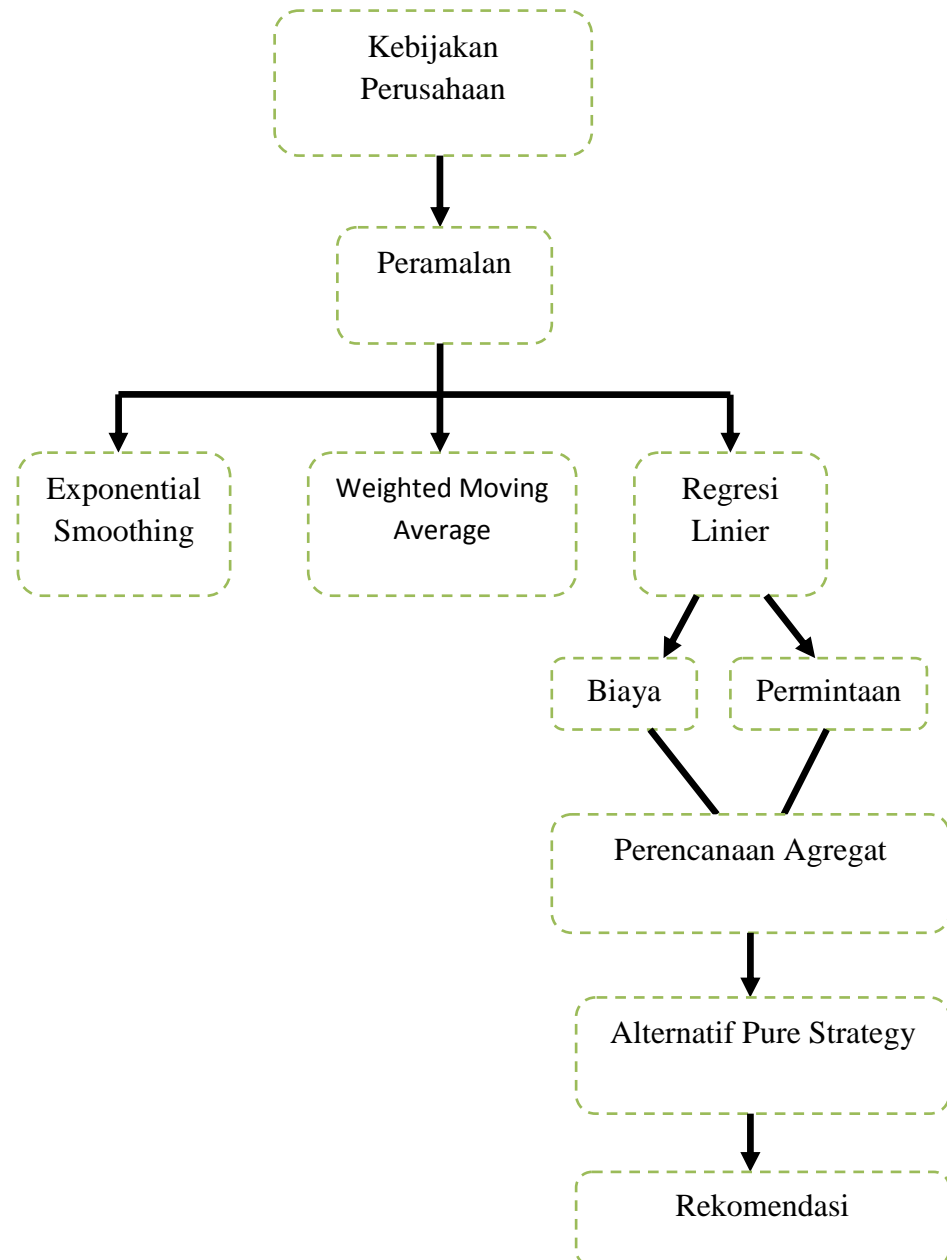 Kebijakan
Perusahaan
Peramalan
Exponential
Smoothing
Weighted Moving
Average
Regresi
Linier
Biaya
Permintaan
Perencanaan Agregat
Alternatif Pure Strategy
Rekomendasi